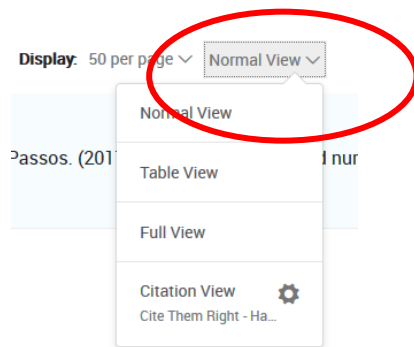 Display: 50 per page Normal View
Normal View
Passos. (201 d nur
Table View
Full View
Citation View
Cite Them Right - Ha...